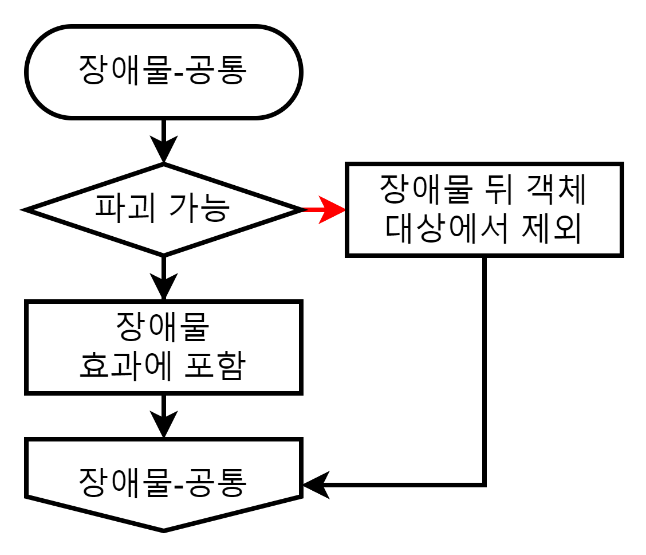 장애물-공통
파괴 가능
장애물 뒤 객체
대상에서 제외
장애물
효과에 포함
장애물-공통